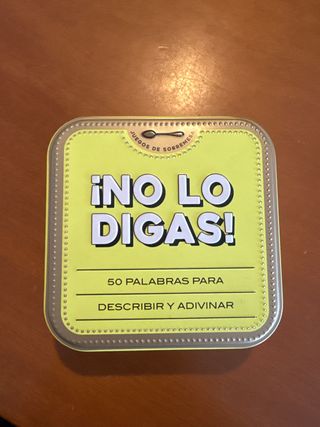 JUEGOS DE SOBREMESA
¡NO LO
DIGAS!
50 PALABRAS PARA
DESCRIBIR Y ADIVINAR